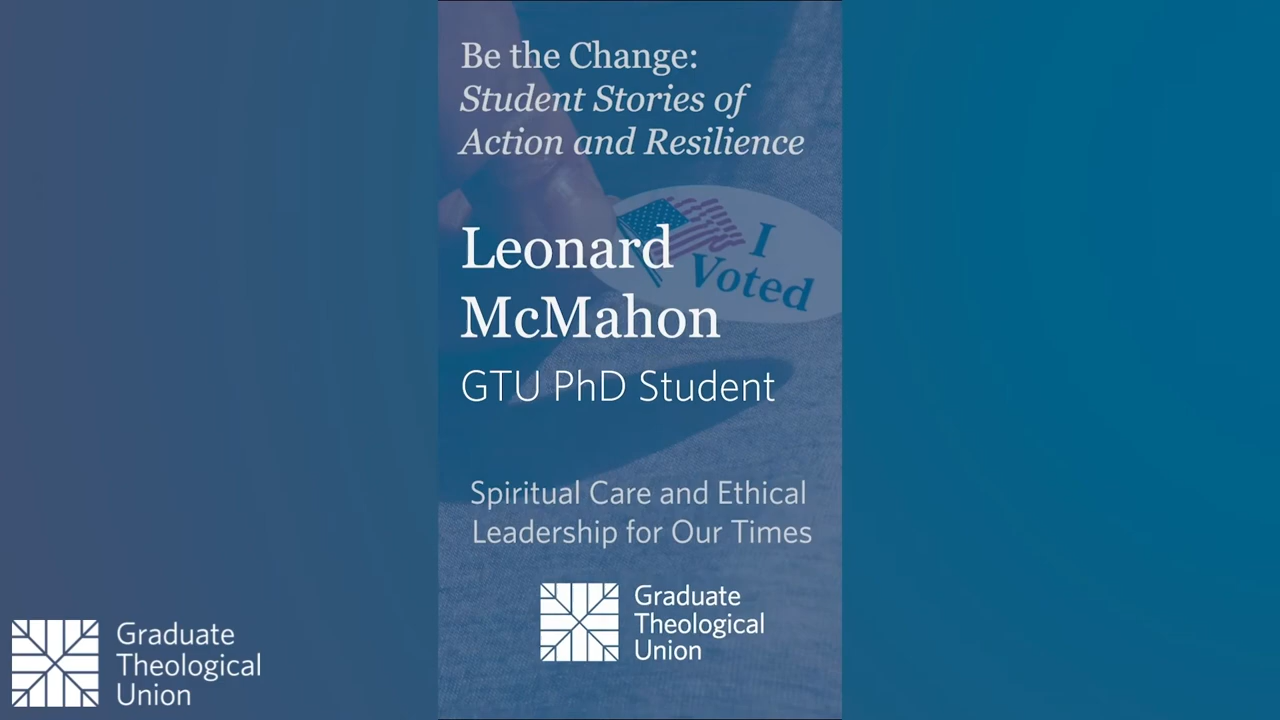 Be the Change:
Student Stories of
Action and Resilience
I
Voted
Leonard
McMahon
GTU PhD Student
Spiritual Care and Ethical
Leadership for Our Times
Graduate
Theological
Union
Graduate
Theological
Union